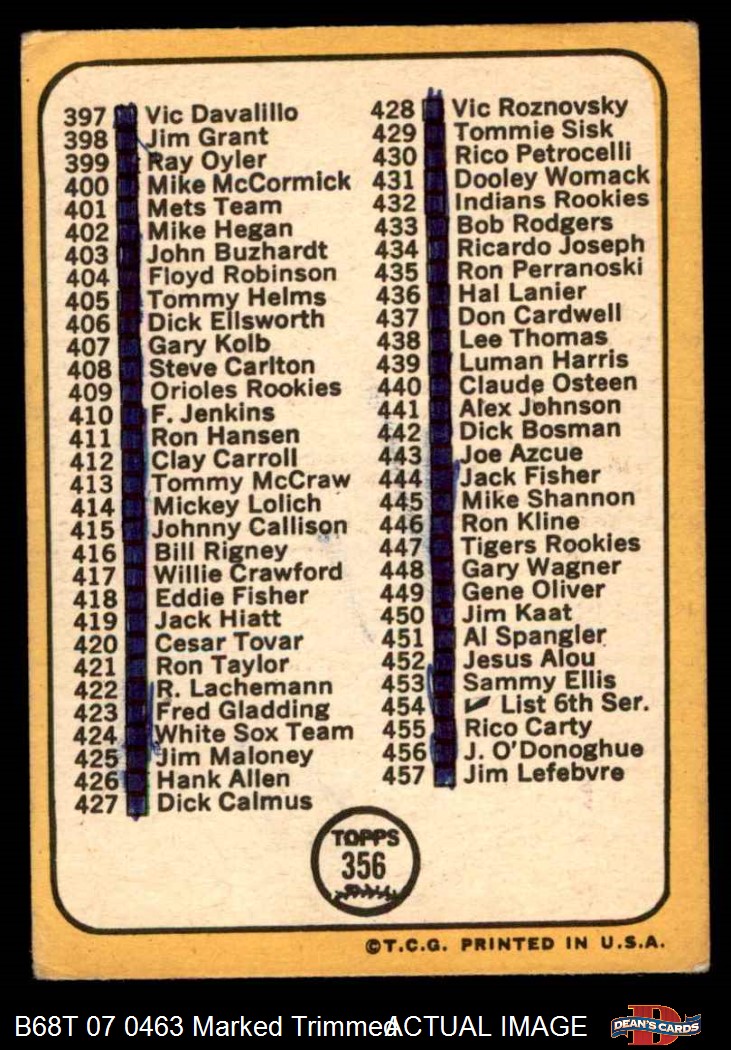 397 Vic Davalillo
398 Jim Grant
399 Ray Oyler
400 Mike McCormick
401 Mets Team
402 Mike Hegan
403 John Buzhardt
404 Floyd Robinson
405 Tommy Helms
406 Dick Ellsworth
407 Gary Kolb
408 Steve Carlton
409 Orioles Rookies
410 F. Jenkins
411 Ron Hansen
412 Clay Carroll
413 Tommy McCraw
414 Mickey Lolich
415 Johnny Callison
416 Bill Rigney
417 Willie Crawford
418 Eddie Fisher
419 Jack Hiatt
420 Cesar Tovar
421 Ron Taylor
422 R. Lachemann
423 Fred Gladding
424 White Sox Team
425 Jim Maloney
426 Hank Allen
427 Dick Calmus
428 Vic Roznovsky
429 Tommie Sisk
430 Rico Petrocelli
431 Dooley Womack
432 Indians Rookies
433 Bob Rodgers
434 Ricardo Joseph
435 Ron Perranoski
436 Hal Lanier
437 Don Cardwell
438 Lee Thomas
439 Luman Harris
440 Claude Osteen
441 Alex Johnson
442 Dick Bosman
443 Joe Azcue
444 Jack Fisher
445 Mike Shannon
446 Ron Kline
447 Tigers Rookies
448 Gary Wagner
449 Gene Oliver
450 Jim Kaat
451 Al Spangler
452 Jesus Alou
453 Sammy Ellis
454 ✔ List 6th Ser.
455 Rico Carty
456 J. O'Donoghue
457 Jim Lefebvre
TOPPS
356
©T.C.G. PRINTED IN U.S.A.
B68T 07 0463 Marked Trimmed ACTUAL IMAGE
D
DEAN'S CARDS